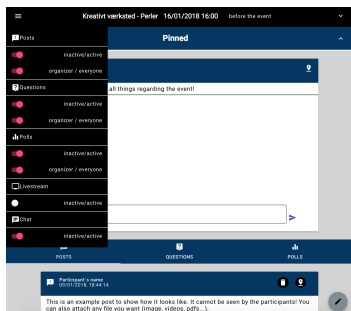 Kreativt værksted - Perler 16/01/2018 16:00 before the event
Posts
Pinned
inactive/active
organizer / everyone
Questions
all things regarding the event!
inactive/active
organizer / everyone
Polls
inactive/active
organizer / everyone
Livestream
inactive/active
Chat
inactive/active
POSTS QUESTIONS POLLS
Participant's name
09/01/2018, 18:44:14
This is an example post to show how it looks like. It cannot be seen by the participants! You
can also attach any file you want (image, videos, pdfs...).